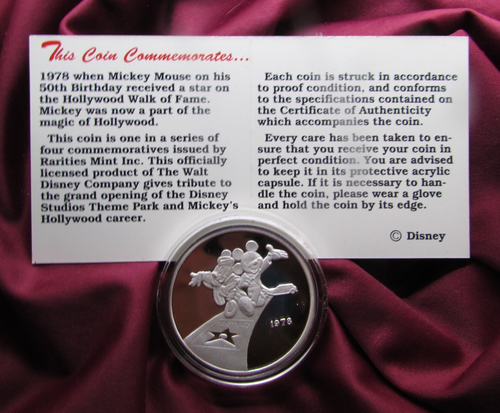 This Coin Commemorates...
1978 when Mickey Mouse on his
50th Birthday received a star on
the Hollywood Walk of Fame.
Mickey was now a part of the
magic of Hollywood.
This coin is one in a series of
four commemoratives issued by
Rarities Mint Inc. This officially
licensed product of The Walt
Disney Company gives tribute to
the grand opening of the Disney
Studios Theme Park and Mickey's
Hollywood career.
Each coin is struck in accordance
to proof condition, and conforms
to the specifications contained on
the Certificate of Authenticity
which accompanies the coin.
Every care has been taken to en-
sure that you receive your coin in
perfect condition. You are advised
to keep it in its protective acrylic
capsule. If it is necessary to han-
dle the coin, please wear a glove
and hold the coin by its edge.
© Disney
1978